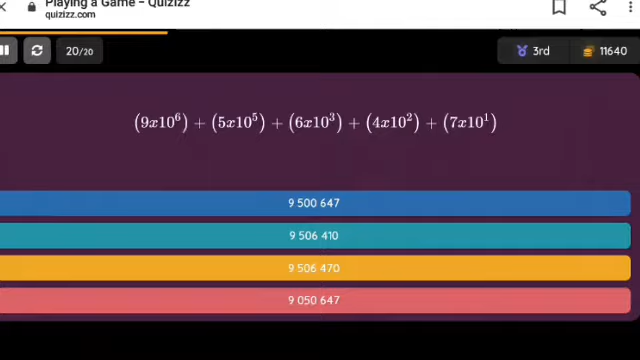 Playing a Game – Quizizz
quizizz.com
20/20 3rd 11640
(9x10⁶) + (5x10⁵) + (6x10³) + (4x10²) + (7x10¹)
9 500 647
9 506 410
9 506 470
9 050 647